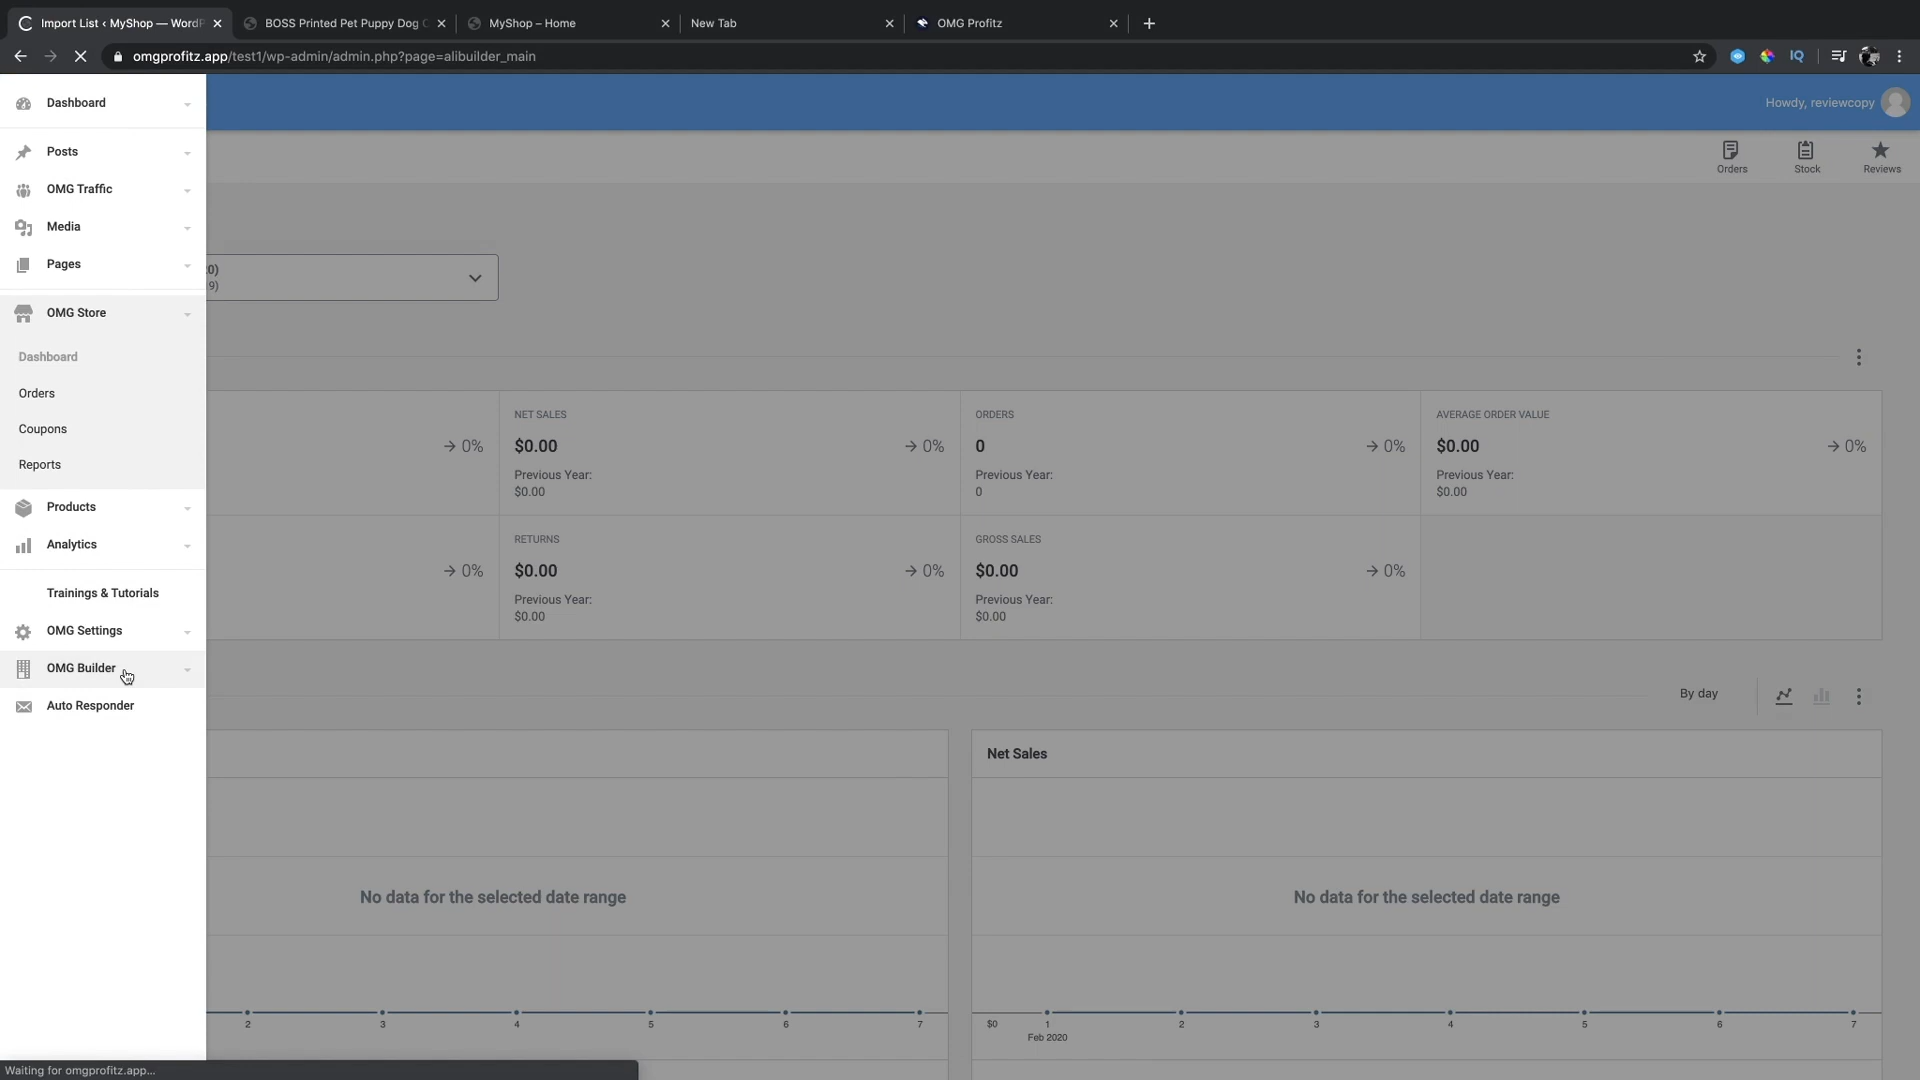 Import List ‹ MyShop — WordP
BOSS Printed Pet Puppy Dog C
MyShop – Home
New Tab
OMG Profitz
omgprofitz.app/test1/wp-admin/admin.php?page=alibuilder_main
IQ
Howdy, reviewcopy
Orders
Stock
Reviews
Dashboard
Posts
OMG Traffic
Media
Pages
OMG Store
Dashboard
Orders
Coupons
Reports
Products
Analytics
Trainings & Tutorials
OMG Settings
OMG Builder
Auto Responder
20)
9)
0%
NET SALES
$0.00
0%
Previous Year:
$0.00
ORDERS
0
0%
Previous Year:
0
AVERAGE ORDER VALUE
$0.00
0%
Previous Year:
$0.00
0%
RETURNS
$0.00
0%
Previous Year:
$0.00
GROSS SALES
$0.00
0%
Previous Year:
$0.00
By day
Net Sales
No data for the selected date range
No data for the selected date range
2 3 4 5 6 7
$0 1 2 3 4 5 6 7
Feb 2020
Waiting for omgprofitz.app...